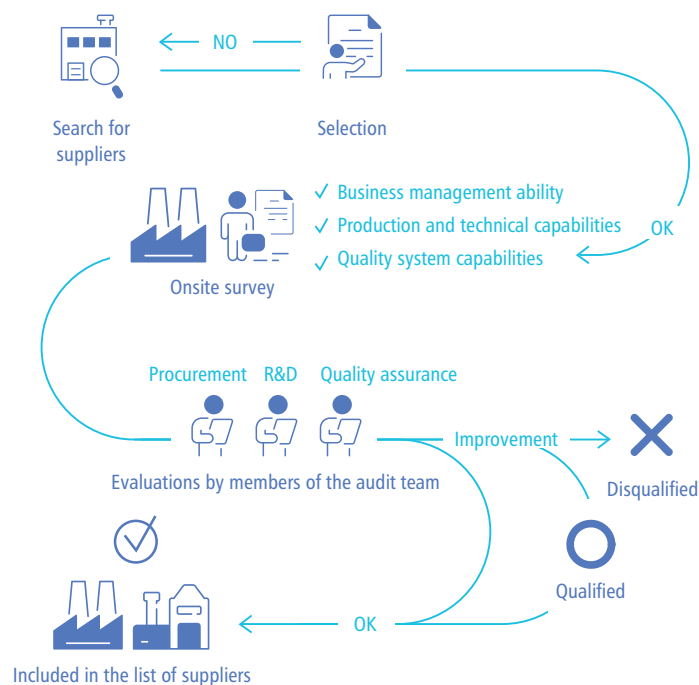 NO
Search for
suppliers
Selection
Business management ability
Production and technical capabilities
OK
Quality system capabilities
Onsite survey
Procurement R&D Quality assurance
Improvement
Evaluations by members of the audit team
Disqualified
Qualified
OK
Included in the list of suppliers